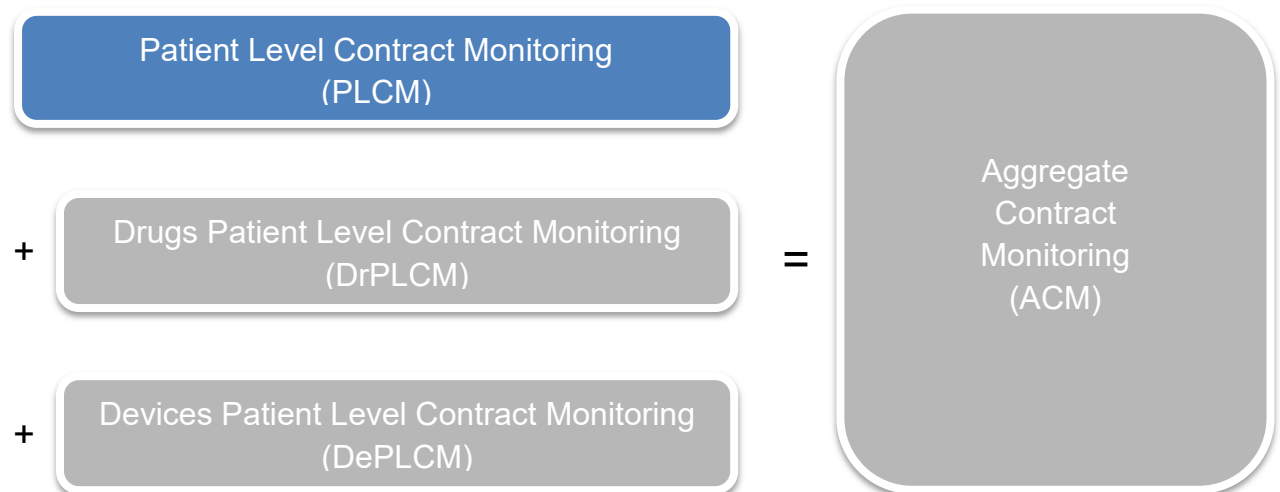 Patient Level Contract Monitoring
(PLCM)
+
Drugs Patient Level Contract Monitoring
(DrPLCM)
+
Devices Patient Level Contract Monitoring
(DePLCM)
=
Aggregate
Contract
Monitoring
(ACM)